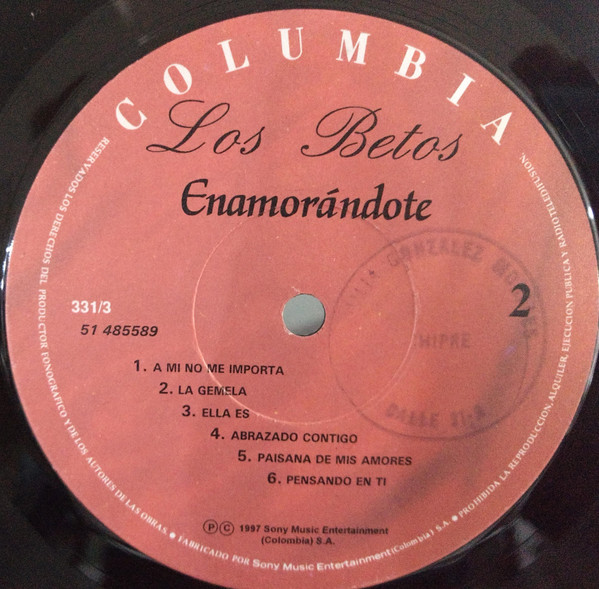 COLUMBIA
Los Betos
Enamorándote
331/3
51 485589
2
1. A MI NO ME IMPORTA
2. LA GEMELA
3. ELLA ES
4. ABRAZADO CONTIGO
5. PAISANA DE MIS AMORES
6. PENSANDO EN TI
GONZALEZ
CHIPRE
CALLE
Ⓟ Ⓒ 1997 Sony Music Entertainment
(Colombia) S.A.
RESERVADOS LOS DERECHOS DEL PRODUCTOR FONOGRAFICO Y DE LOS AUTORES DE LAS OBRAS. ● FABRICADO POR Sony Music Entertainment (Colombia) S.A. ● PROHIBIDA LA REPRODUCCION, ALQUILER, EJECUCION PUBLICA Y RADIOTELEDIFUSION.